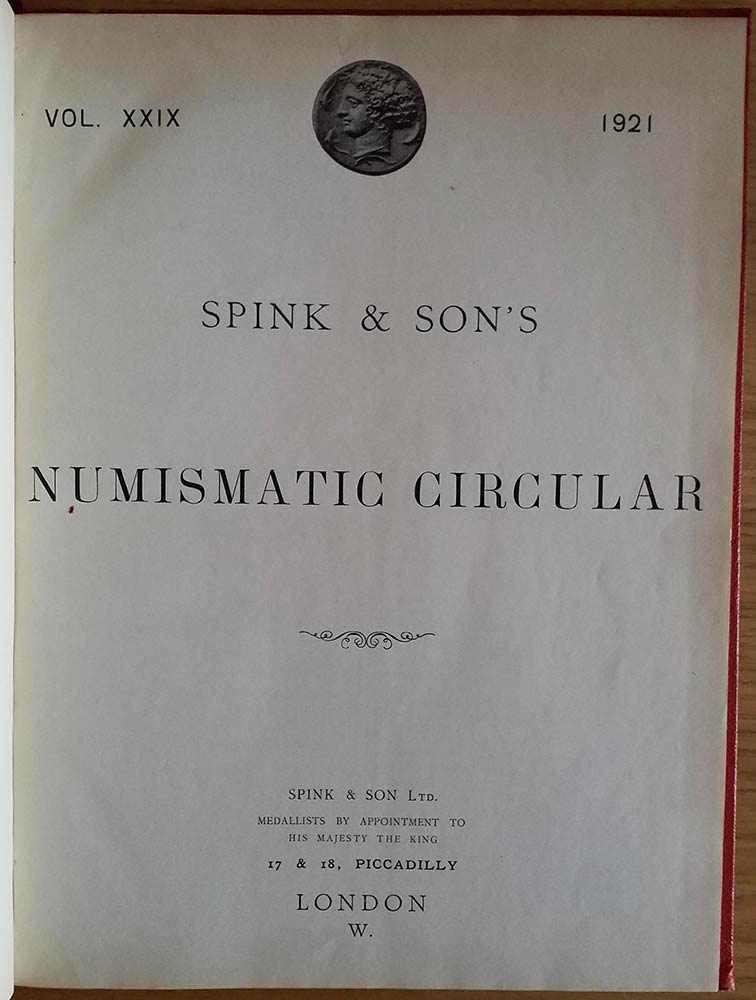 VOL. XXIX
1921
SPINK & SON'S
NUMISMATIC CIRCULAR
SPINK & SON LTD.
MEDALLISTS BY APPOINTMENT TO
HIS MAJESTY THE KING
17 & 18, PICCADILLY
LONDON
W.